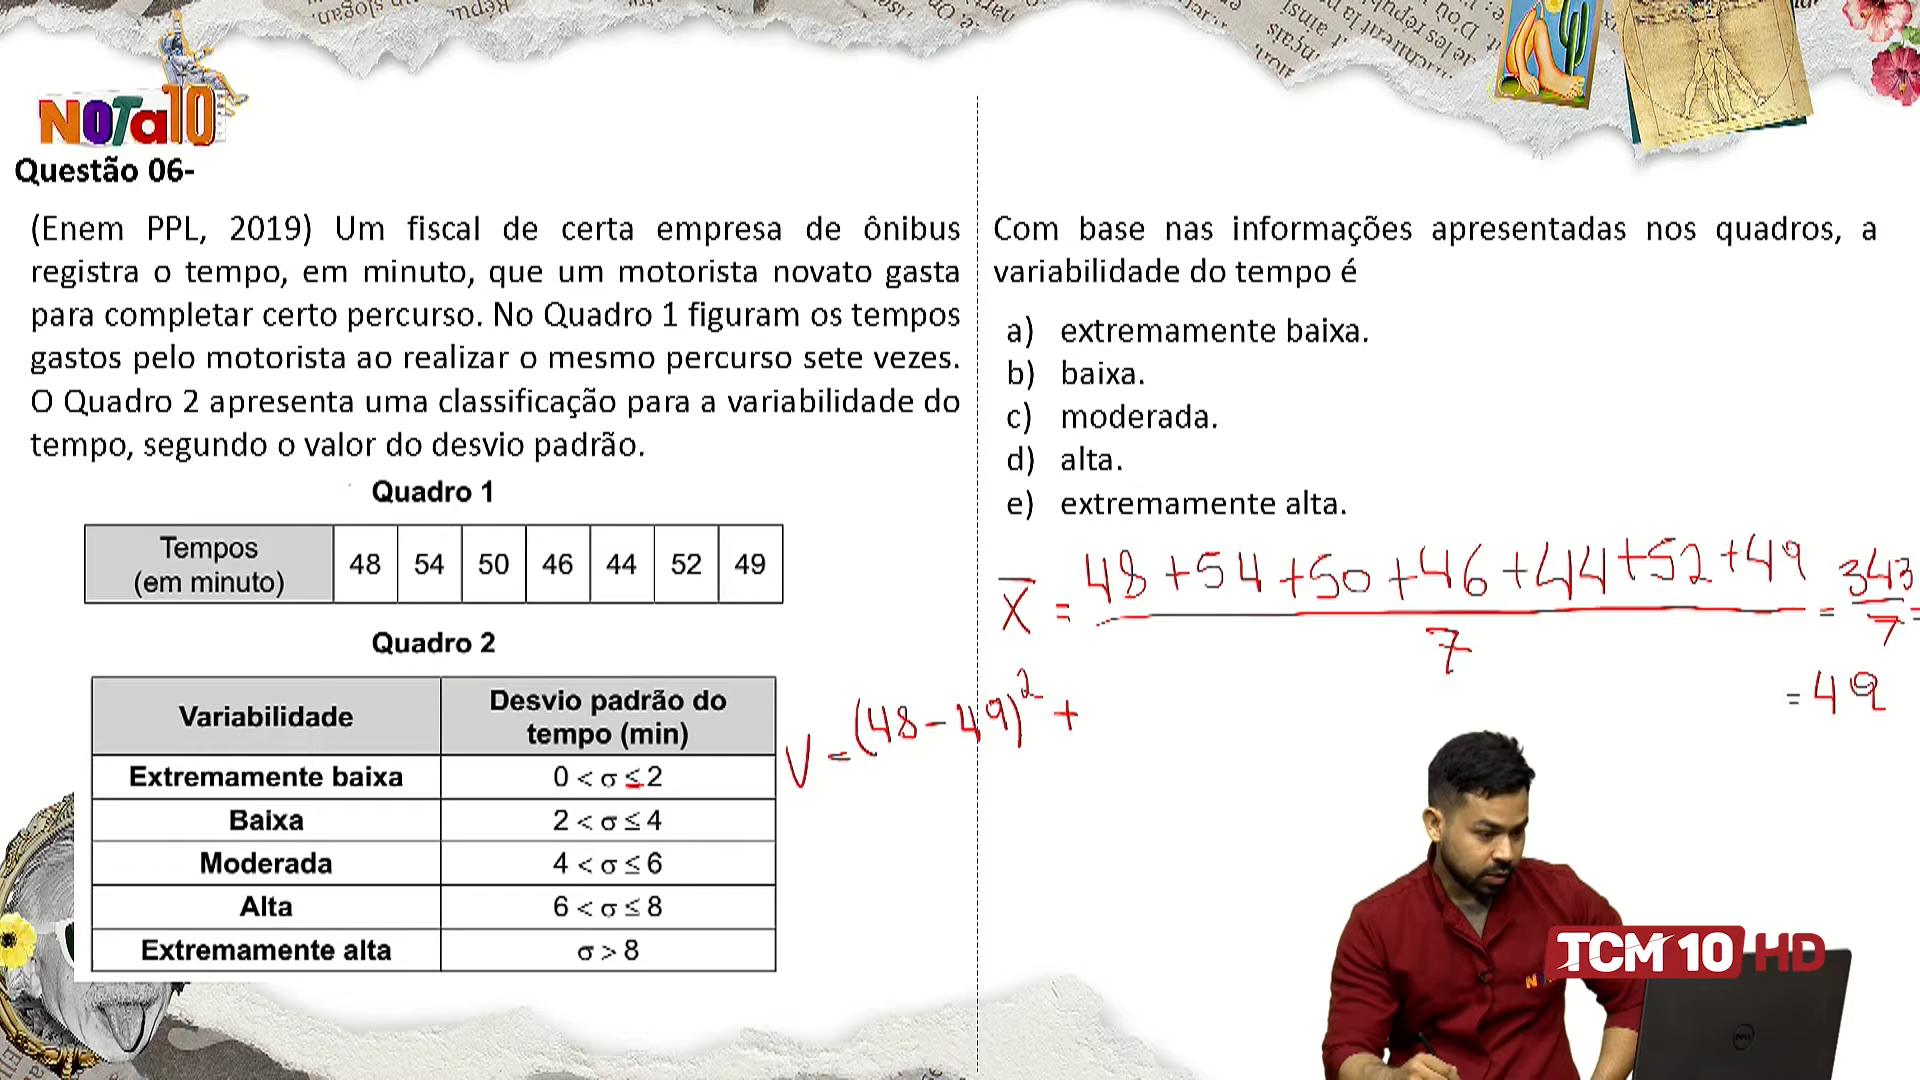 NOTa10
Questão 06-
(Enem PPL, 2019) Um fiscal de certa empresa de ônibus
registra o tempo, em minuto, que um motorista novato gasta
para completar certo percurso. No Quadro 1 figuram os tempos
gastos pelo motorista ao realizar o mesmo percurso sete vezes.
O Quadro 2 apresenta uma classificação para a variabilidade do
tempo, segundo o valor do desvio padrão.
Quadro 1
Tempos
(em minuto) 48 54 50 46 44 52 49
Quadro 2
Variabilidade Desvio padrão do
tempo (min)
Extremamente baixa 0 < σ ≤ 2
Baixa 2 < σ ≤ 4
Moderada 4 < σ ≤ 6
Alta 6 < σ ≤ 8
Extremamente alta σ > 8
Com base nas informações apresentadas nos quadros, a
variabilidade do tempo é
a) extremamente baixa.
b) baixa.
c) moderada.
d) alta.
e) extremamente alta.
48 +54 +50 +46 +44 +52 +49 343
X̄ = =
7 7
= 49
V = (48 - 49)² +
TCM 10 HD